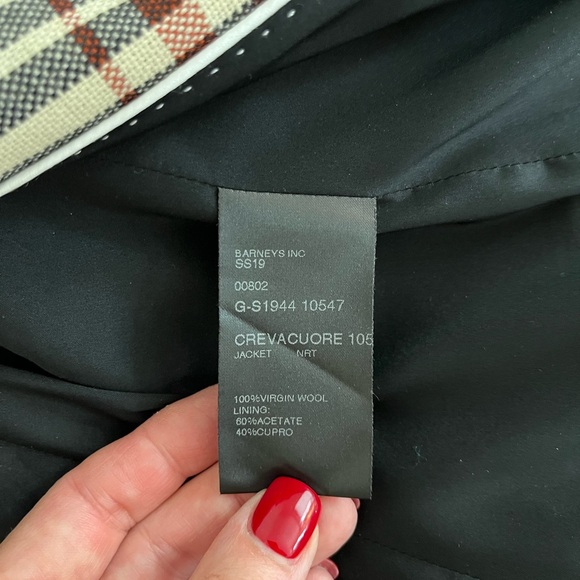 BARNEYS INC
SS19
00802
G-S1944 10547
CREVACUORE 105
JACKET NRT
100%VIRGIN WOOL
LINING:
60%ACETATE
40%CUPRO